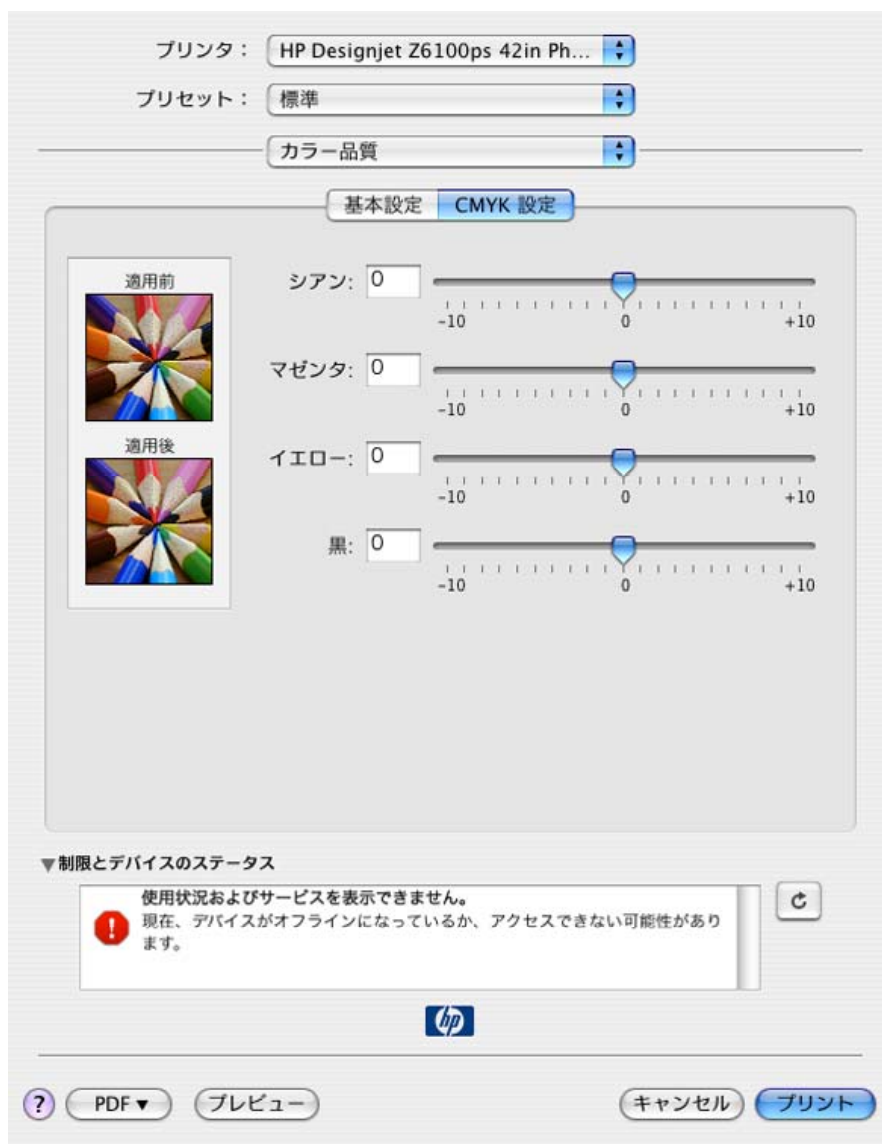 プリンタ： HP Designjet Z6100ps 42in Ph...
プリセット： 標準
カラー品質
基本設定 CMYK 設定
適用前
適用後
シアン: 0
-10 0 +10
マゼンタ: 0
-10 0 +10
イエロー: 0
-10 0 +10
黒: 0
-10 0 +10
▼制限とデバイスのステータス
使用状況およびサービスを表示できません。
現在、デバイスがオフラインになっているか、アクセスできない可能性があり
ます。
hp
? PDF ▼ プレビュー キャンセル プリント